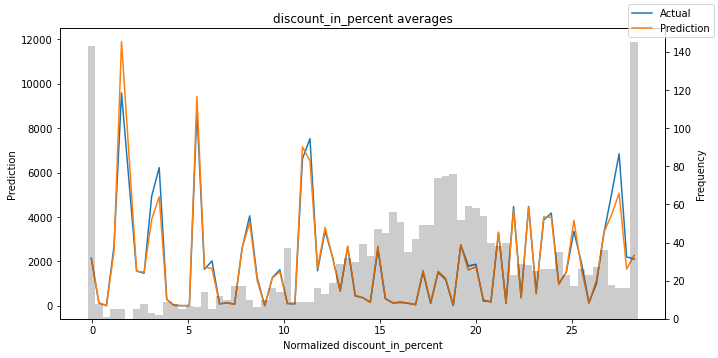 discount_in_percent averages
Actual
Prediction
12000
10000
8000
6000
4000
2000
0
Prediction
140
120
100
80
60
40
20
0
Frequency
0 5 10 15 20 25
Normalized discount_in_percent